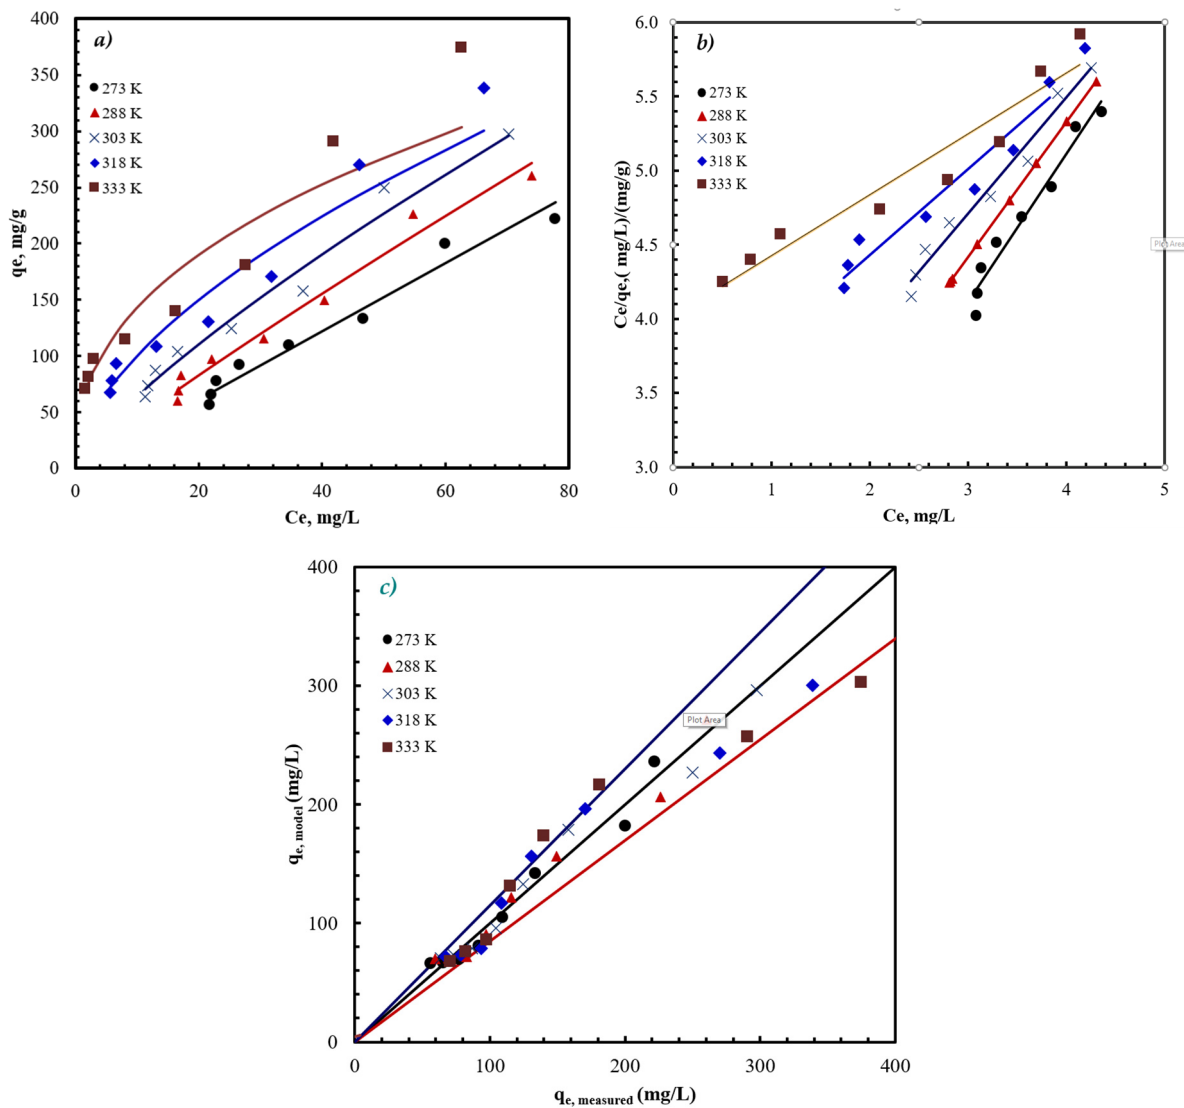 a)
400
350
300
250
200
150
100
50
0
qe, mg/g
273 K
288 K
303 K
318 K
333 K
0 20 40 60 80
Ce, mg/L
b)
6.0
5.5
5.0
4.5
4.0
3.5
3.0
Ce/qe,( mg/L)/(mg/g)
273 K
288 K
303 K
318 K
333 K
Plot Area
0 1 2 3 4 5
Ce, mg/L
c)
400
300
200
100
0
qe, model (mg/L)
273 K
288 K
303 K
318 K
333 K
Plot Area
0 100 200 300 400
qe, measured (mg/L)